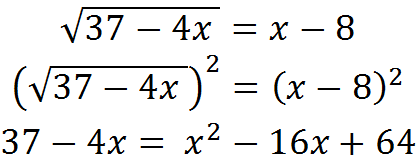 √(37 − 4x) = x − 8
(√(37 − 4x))² = (x − 8)²
37 − 4x = x² − 16x + 64